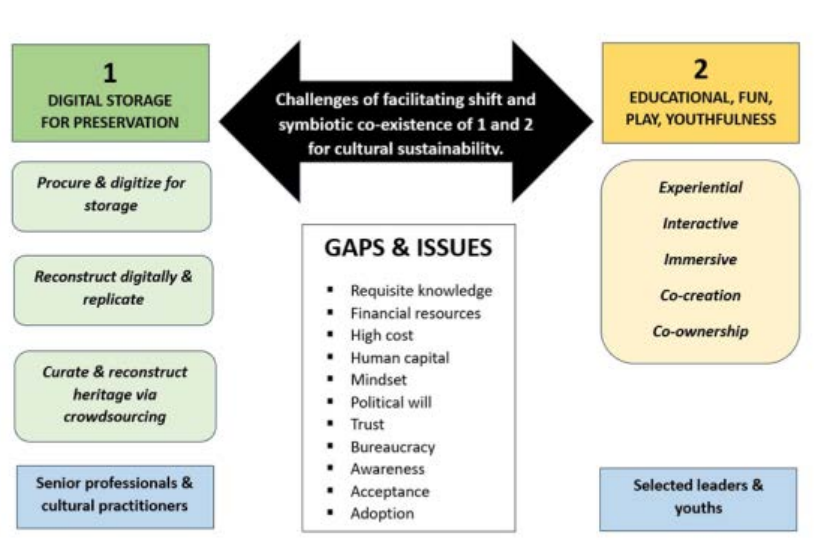 1
DIGITAL STORAGE
FOR PRESERVATION
Procure & digitize for
storage
Reconstruct digitally &
replicate
Curate & reconstruct
heritage via
crowdsourcing
Senior professionals &
cultural practitioners
Challenges of facilitating shift and
symbiotic co-existence of 1 and 2
for cultural sustainability.
GAPS & ISSUES
▪ Requisite knowledge
▪ Financial resources
▪ High cost
▪ Human capital
▪ Mindset
▪ Political will
▪ Trust
▪ Bureaucracy
▪ Awareness
▪ Acceptance
▪ Adoption
2
EDUCATIONAL, FUN,
PLAY, YOUTHFULNESS
Experiential
Interactive
Immersive
Co-creation
Co-ownership
Selected leaders &
youths